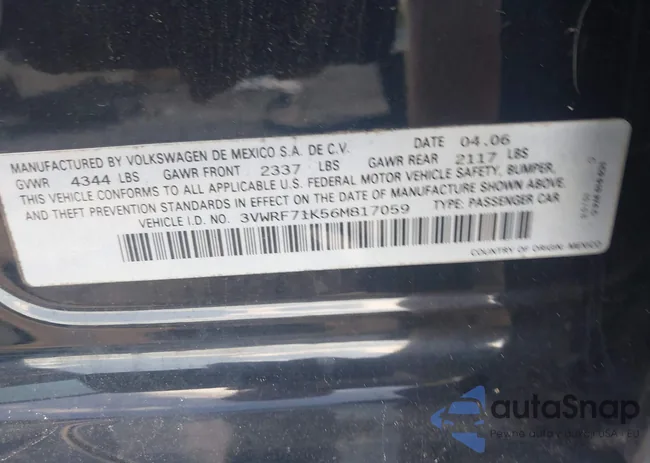 MANUFACTURED BY VOLKSWAGEN DE MEXICO S.A. DE C.V. DATE 04.06
GVWR 4344 LBS GAWR FRONT 2337 LBS GAWR REAR 2117 LBS
THIS VEHICLE CONFORMS TO ALL APPLICABLE U.S. FEDERAL MOTOR VEHICLE SAFETY, BUMPER,
AND THEFT PREVENTION STANDARDS IN EFFECT ON THE DATE OF MANUFACTURE SHOWN ABOVE.
VEHICLE I.D. NO. 3VWRF71K56M817059 TYPE: PASSENGER CAR
COUNTRY OF ORIGIN: MEXICO
autaSnap